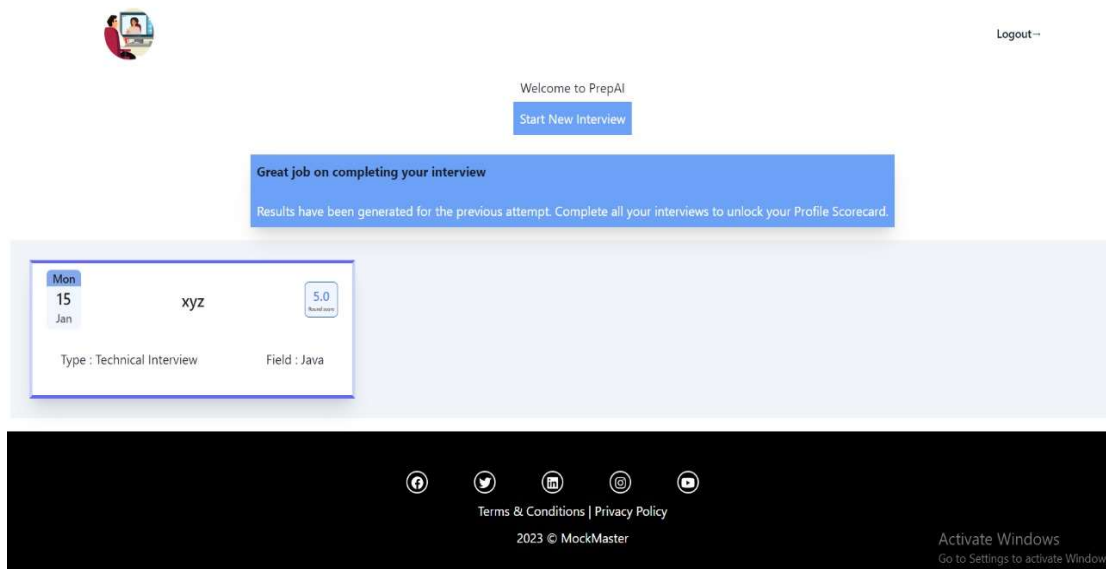 Logout→
Welcome to PrepAI
Start New Interview
Great job on completing your interview
Results have been generated for the previous attempt. Complete all your interviews to unlock your Profile Scorecard.
Mon
15
Jan
xyz
5.0
Round score
Type : Technical Interview
Field : Java
Terms & Conditions | Privacy Policy
2023 © MockMaster
Activate Windows
Go to Settings to activate Window